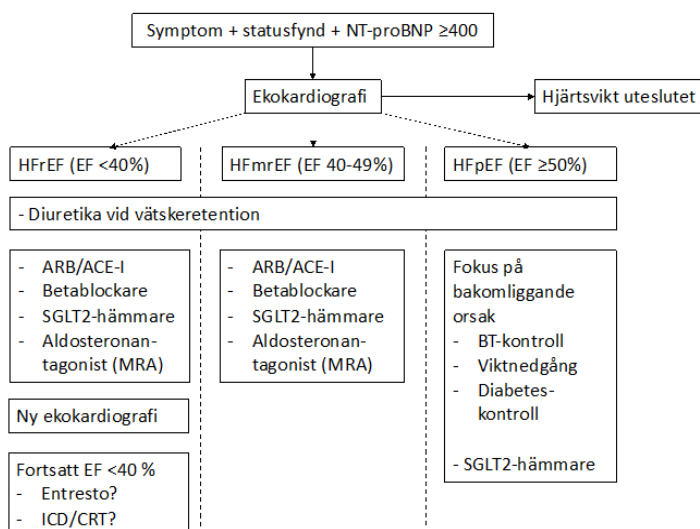 Symptom + statusfynd + NT-proBNP ≥400
Ekokardiografi
Hjärtsvikt uteslutet
HFrEF (EF <40%)
HFmrEF (EF 40-49%)
HFpEF (EF ≥50%)
- Diuretika vid vätskeretention
- ARB/ACE-I
- Betablockare
- SGLT2-hämmare
- Aldosteronan-
tagonist (MRA)
- ARB/ACE-I
- Betablockare
- SGLT2-hämmare
- Aldosteronan-
tagonist (MRA)
Fokus på
bakomliggande
orsak
- BT-kontroll
- Viktnedgång
- Diabetes-
kontroll
- SGLT2-hämmare
Ny ekokardiografi
Fortsatt EF <40 %
- Entresto?
- ICD/CRT?